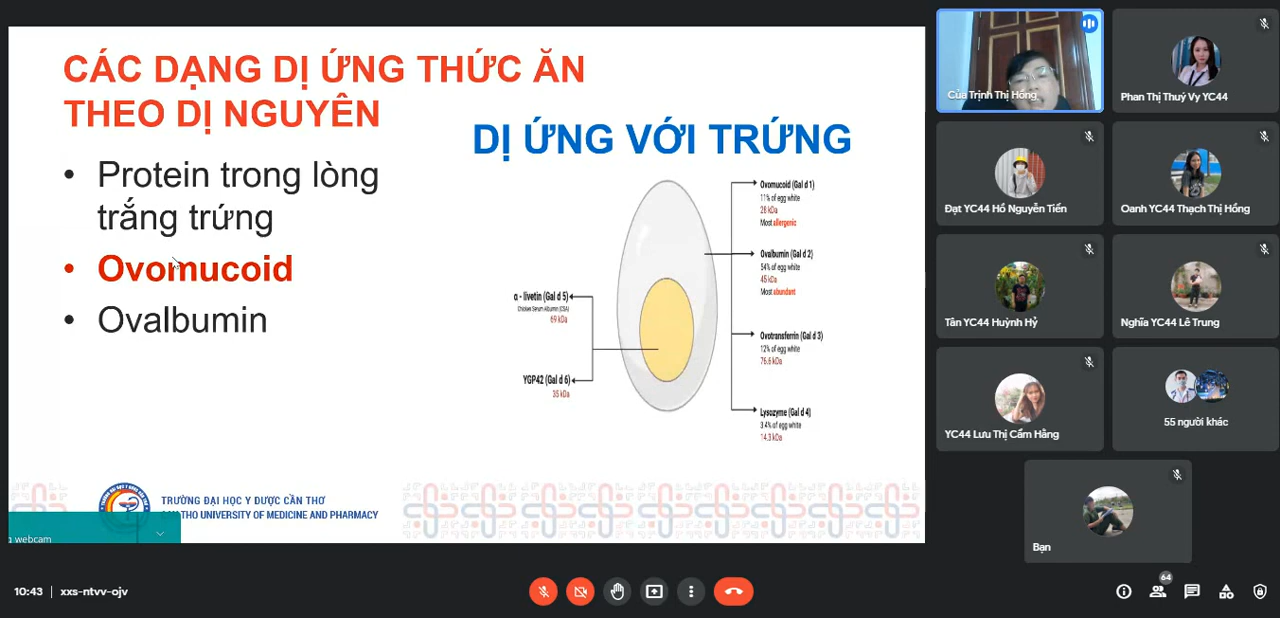 CÁC DẠNG DỊ ỨNG THỨC ĂN
THEO DỊ NGUYÊN
DỊ ỨNG VỚI TRỨNG
• Protein trong lòng
trắng trứng
• Ovomucoid
• Ovalbumin
Ovomucoid (Gal d 1)
11% of egg white
28 kDa
Most allergenic
Ovalbumin (Gal d 2)
54% of egg white
45 kDa
Most abundant
α - livetin (Gal d 5)
Chicken Serum Albumin (CSA)
69 kDa
Ovotransferrin (Gal d 3)
12% of egg white
76.6 kDa
YGP42 (Gal d 6)
35 kDa
Lysozyme (Gal d 4)
3.4% of egg white
14.3 kDa
TRƯỜNG ĐẠI HỌC Y DƯỢC CẦN THƠ
THO UNIVERSITY OF MEDICINE AND PHARMACY
webcam
Của Trịnh Thị Hồng
Phan Thị Thuý Vy YC44
Đạt YC44 Hồ Nguyễn Tiến
Oanh YC44 Thạch Thị Hồng
Tân YC44 Huỳnh Hỷ
Nghĩa YC44 Lê Trung
YC44 Lưu Thị Cẩm Hằng
55 người khác
Bạn
10:43 | xxs-ntvv-ojv
64